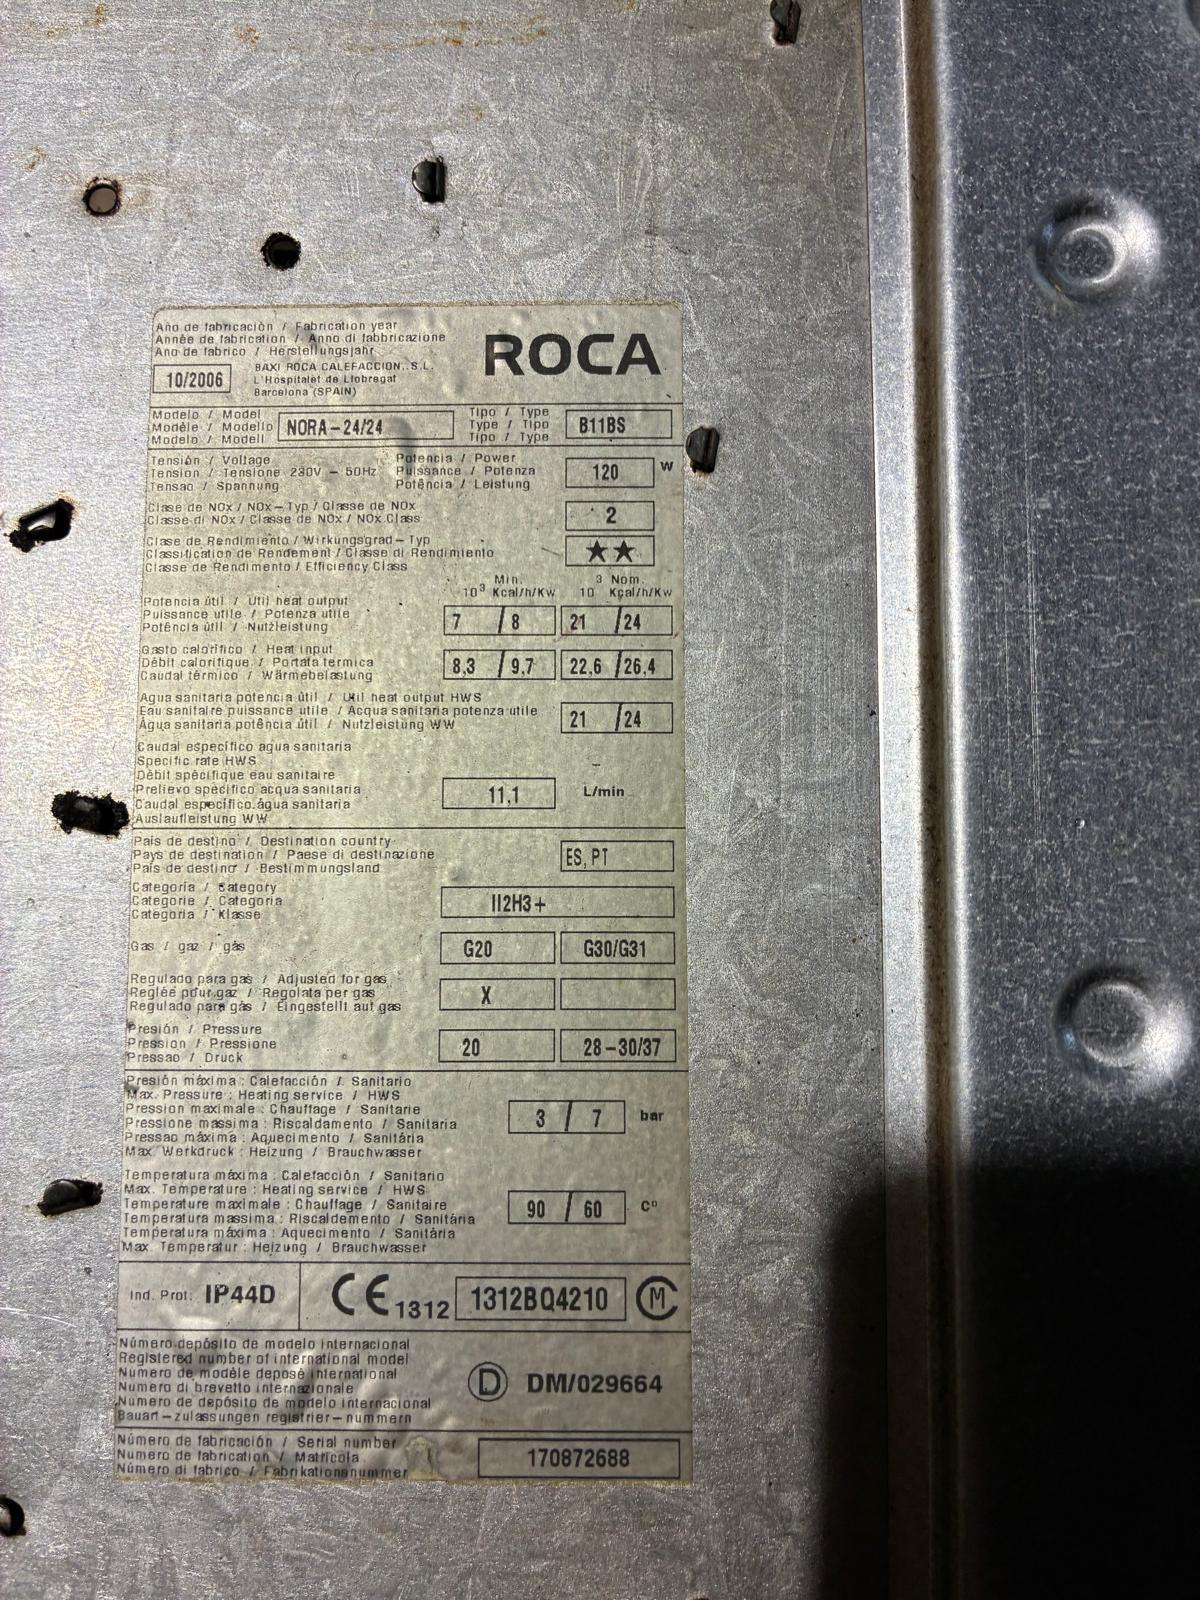 Año de fabricación / Fabrication year
Année de fabrication / Anno di fabbricazione
Ano de fabrico / Herstellungsjahr
ROCA
10/2006
BAXI ROCA CALEFACCION, S.L.
L'Hospitalet de Llobregat
Barcelona (SPAIN)
Modelo / Model
Modéle / Modello
Modelo / Modell
NORA-24/24
Tipo / Type
Type / Tipo
Tipo / Type
B11BS
Tensión / Voltage
Tension / Tensione 230V - 50Hz
Tensao / Spannung
Potencia / Power
Puissance / Potenza
Potência / Leistung
120 W
Clase de NOx / NOx-Typ / Classe de NOx
Classe di NOx / Classe de NOx / NOx Class
2
Clase de Rendimiento / Wirkungsgrad-Typ
Classification de Rendement / Classe di Rendimiento
Classe de Rendimento / Efficiency Class
★★
Min.
10³ Kcal/h/Kw
3 Nom.
10 Kçal/h/Kw
Potencia útil / Util heat output
Puissance utile / Potenza utile
Potência útil / Nutzleistung
7 / 8
21 / 24
Gasto calorífico / Heat input
Débit calorifique / Portata termica
Caudal térmico / Wärmebelastung
8,3 / 9,7
22,6 / 26,4
Agua sanitaria potencia útil / Util heat output HWS
Eau sanitaire puissance utile / Acqua sanitaria potenza utile
Água sanitaria potência útil / Nutzleistung WW
21 / 24
Caudal específico agua sanitaria
Specific rate HWS
Débit spécifique eau sanitaire
Prelievo specifico acqua sanitaria
Caudal específico água sanitaria
Auslaufleistung WW
11,1
L/min
País de destino / Destination country
Pays de destination / Paese di destinazione
País de destino / Bestimmungsland
ES, PT
Categoría / Category
Categorie / Categoria
Categoria / Klasse
II2H3+
Gas / gaz / gás
G20
G30/G31
Regulado para gas / Adjusted for gas
Reglée pour gaz / Regolata per gas
Regulado para gás / Eingestellt auf gas
X
Presión / Pressure
Pression / Pressione
Pressao / Druck
20
28-30/37
Presión máxima : Calefacción / Sanitario
Max. Pressure : Heating service / HWS
Pression maximale : Chauffage / Sanitarie
Pressione massima : Riscaldamento / Sanitaria
Pressao máxima : Aquecimento / Sanitária
Max. Werkdruck : Heizung / Brauchwasser
3 / 7 bar
Temperatura máxima : Calefacción / Sanitario
Max. Temperature : Heating service / HWS
Temperature maximale : Chauffage / Sanitaire
Temperatura massima : Riscaldemento / Sanitária
Temperatura máxima : Aquecimento / Sanitária
Max. Temperatur : Heizung / Brauchwasser
90 / 60 Cº
Ind. Prot: IP44D
CE 1312
1312BQ4210
CM
Número depósito de modelo internacional
Registered number of international model
Numero de modèle deposé international
Numero di brevetto internazionale
Numero de depósito de modelo internacional
Bauart-zulassungen registrier-nummern
D DM/029664
Número de fabricación / Serial number
Numero de fabrication / Matricola
Número di fabrico / Fabrikationsnummer
170872688